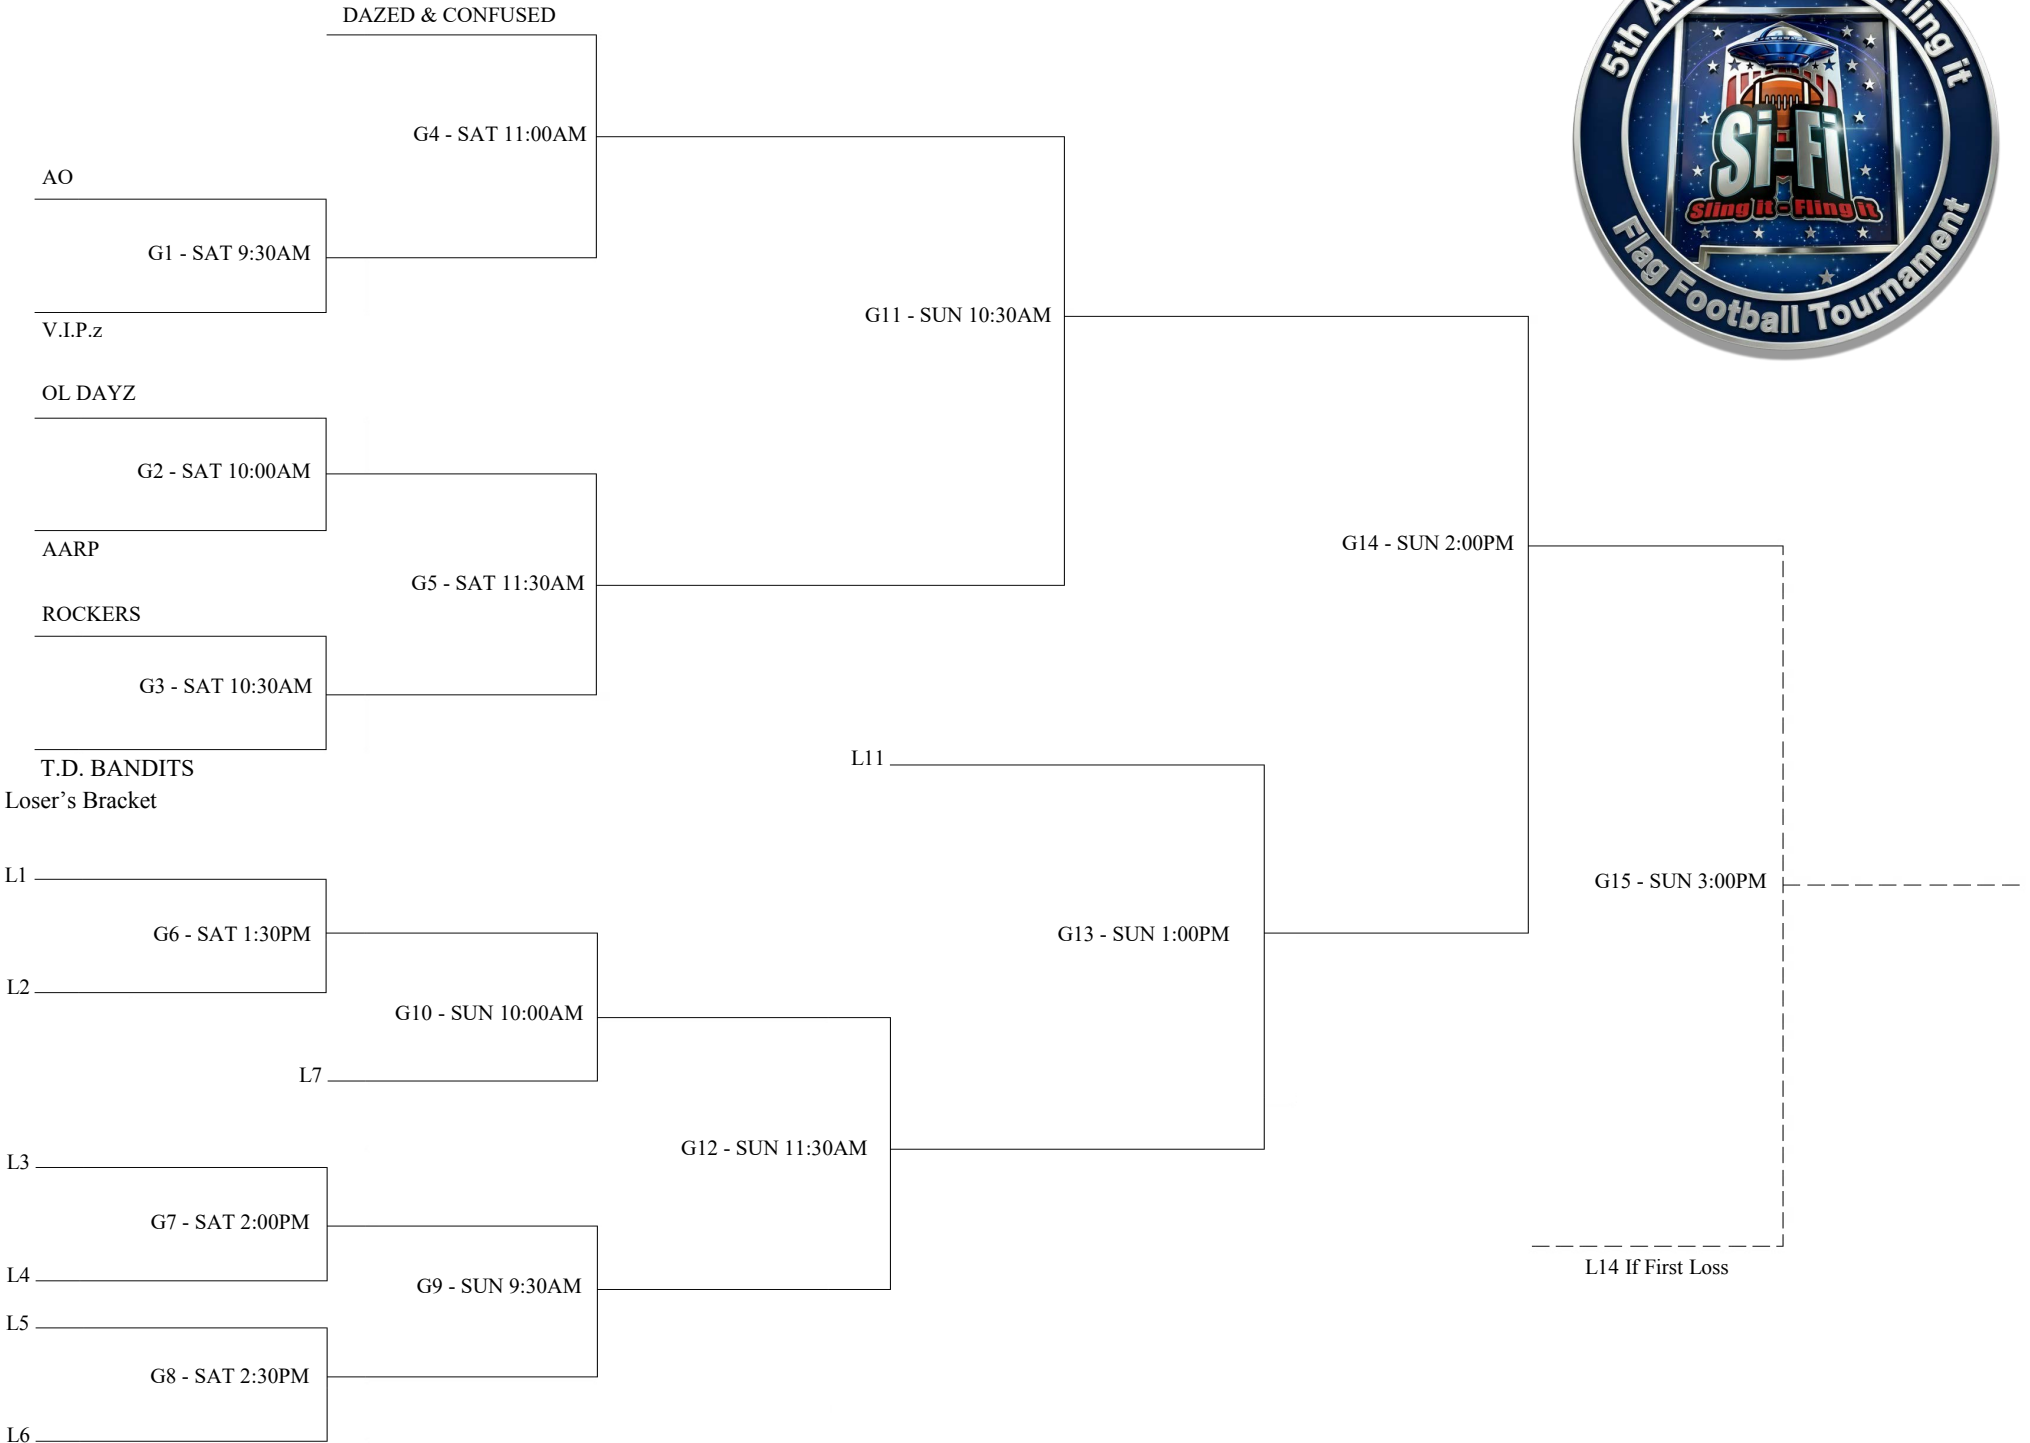 DAZED & CONFUSED
5th
Fling it
Si-Fi
Sling it - Fling it
Flag Football Tournament
G4 - SAT 11:00AM
AO
G1 - SAT 9:30AM
V.I.P.z
G11 - SUN 10:30AM
OL DAYZ
G2 - SAT 10:00AM
AARP
G5 - SAT 11:30AM
G14 - SUN 2:00PM
ROCKERS
G3 - SAT 10:30AM
T.D. BANDITS
L11
Loser’s Bracket
L1
G6 - SAT 1:30PM
G13 - SUN 1:00PM
G15 - SUN 3:00PM
L2
G10 - SUN 10:00AM
L7
G12 - SUN 11:30AM
L3
G7 - SAT 2:00PM
L4
G9 - SUN 9:30AM
L14 If First Loss
L5
G8 - SAT 2:30PM
L6